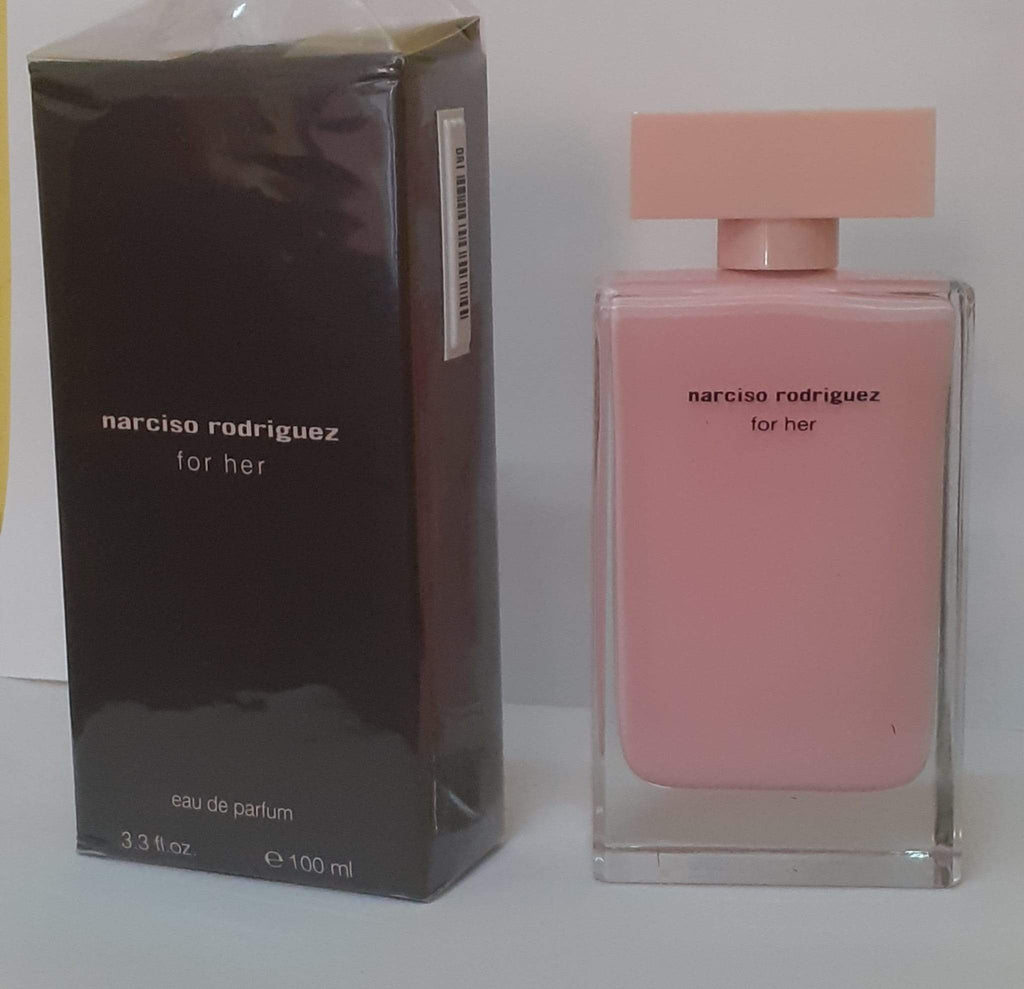 narciso rodriguez
for her
eau de parfum
3.3 fl.oz.
e 100 ml
narciso rodriguez
for her